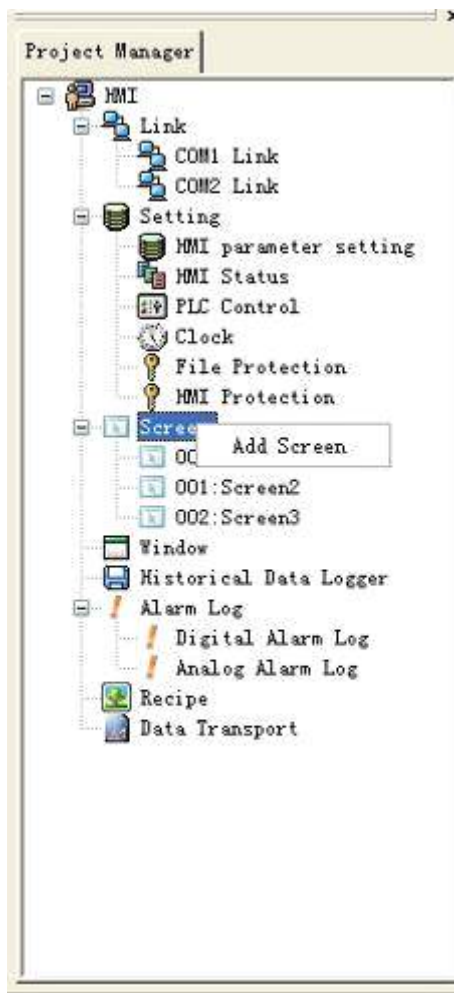 Project Manager
HMI
Link
COM1 Link
COM2 Link
Setting
HMI parameter setting
HMI Status
PLC Control
Clock
File Protection
HMI Protection
Add Screen
001:Screen2
002:Screen3
Window
Historical Data Logger
Alarm Log
Digital Alarm Log
Analog Alarm Log
Recipe
Data Transport